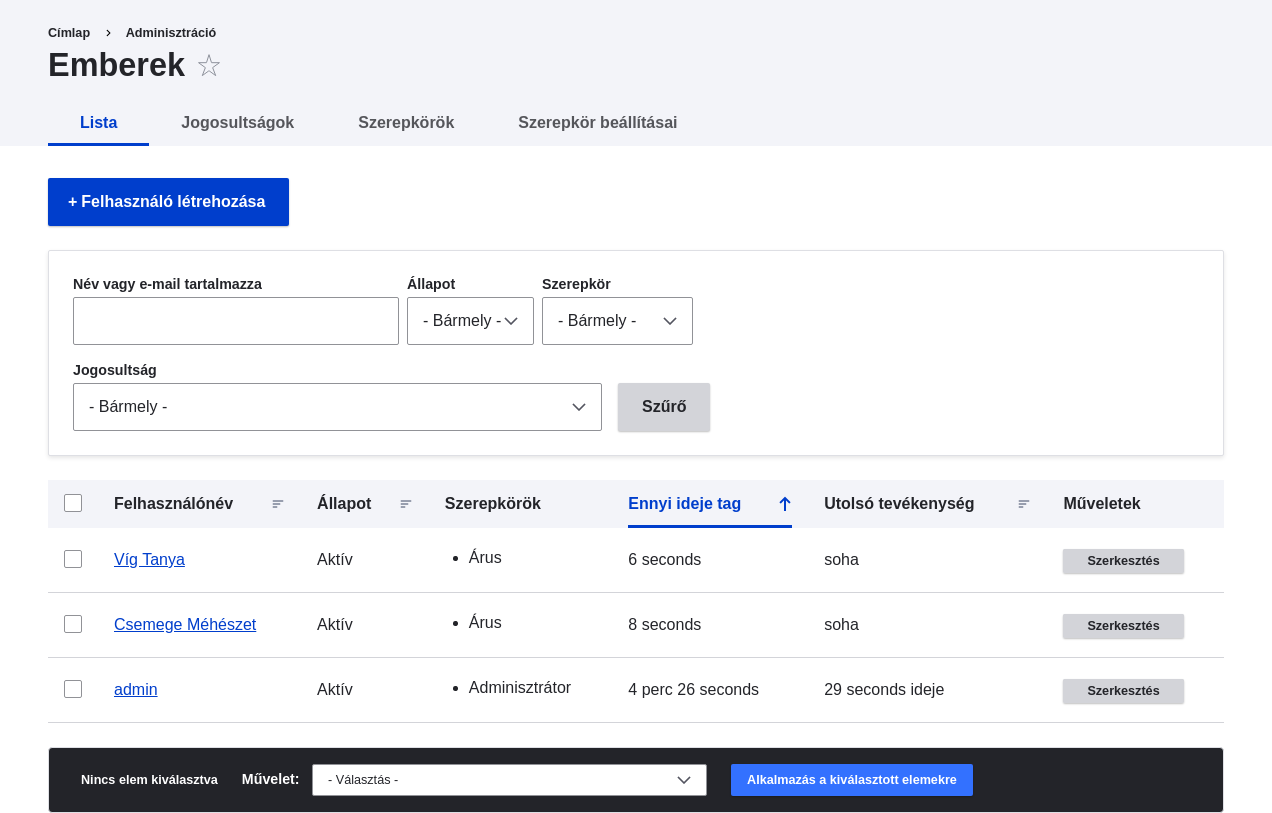 Címlap › Adminisztráció
Emberek
Lista Jogosultságok Szerepkörök Szerepkör beállításai
+ Felhasználó létrehozása
Név vagy e-mail tartalmazza Állapot Szerepkör
- Bármely - - Bármely -
Jogosultság
- Bármely - Szűrő
Felhasználónév Állapot Szerepkörök Ennyi ideje tag Utolsó tevékenység Műveletek
Víg Tanya Aktív • Árus 6 seconds soha Szerkesztés
Csemege Méhészet Aktív • Árus 8 seconds soha Szerkesztés
admin Aktív • Adminisztrátor 4 perc 26 seconds 29 seconds ideje Szerkesztés
Nincs elem kiválasztva Művelet: - Választás - Alkalmazás a kiválasztott elemekre